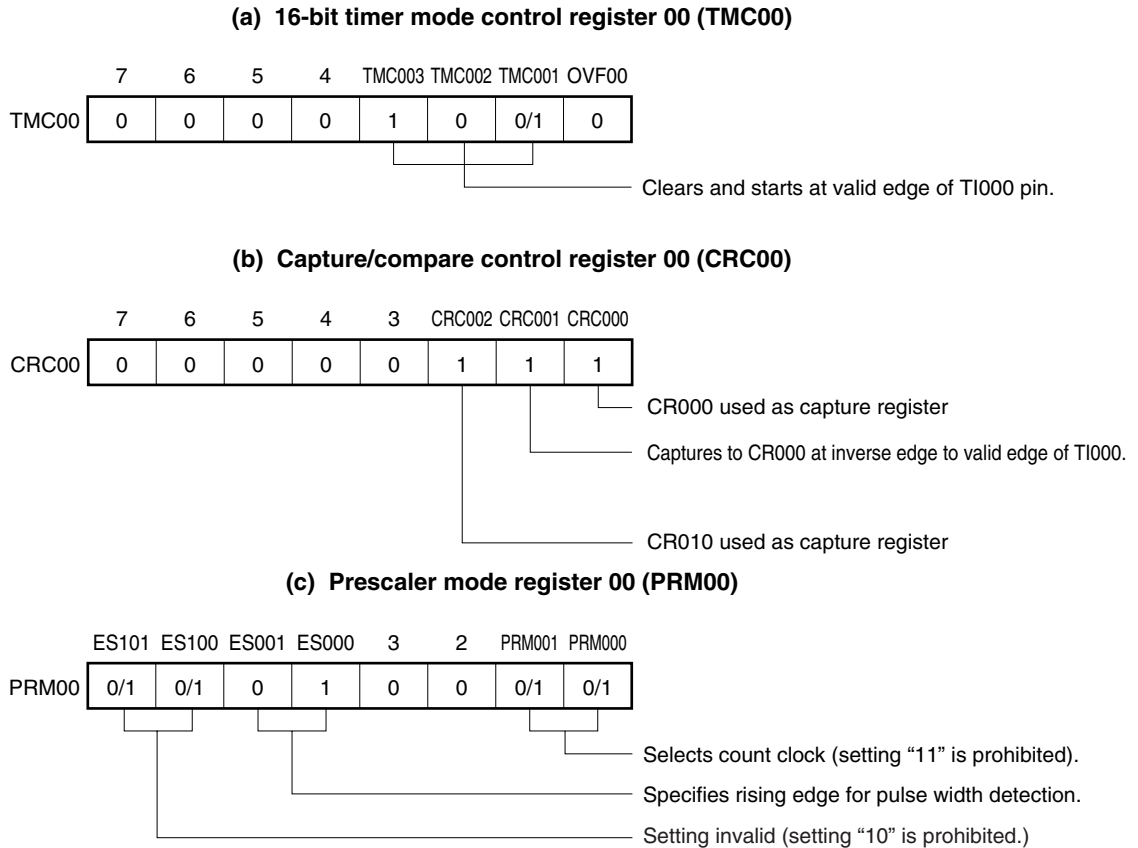 (a) 16-bit timer mode control register 00 (TMC00)
7 6 5 4 TMC003 TMC002 TMC001 OVF00
TMC00 0 0 0 0 1 0 0/1 0
Clears and starts at valid edge of TI000 pin.
(b) Capture/compare control register 00 (CRC00)
7 6 5 4 3 CRC002 CRC001 CRC000
CRC00 0 0 0 0 0 1 1 1
CR000 used as capture register
Captures to CR000 at inverse edge to valid edge of TI000.
CR010 used as capture register
(c) Prescaler mode register 00 (PRM00)
ES101 ES100 ES001 ES000 3 2 PRM001 PRM000
PRM00 0/1 0/1 0 1 0 0 0/1 0/1
Selects count clock (setting “11” is prohibited).
Specifies rising edge for pulse width detection.
Setting invalid (setting “10” is prohibited.)